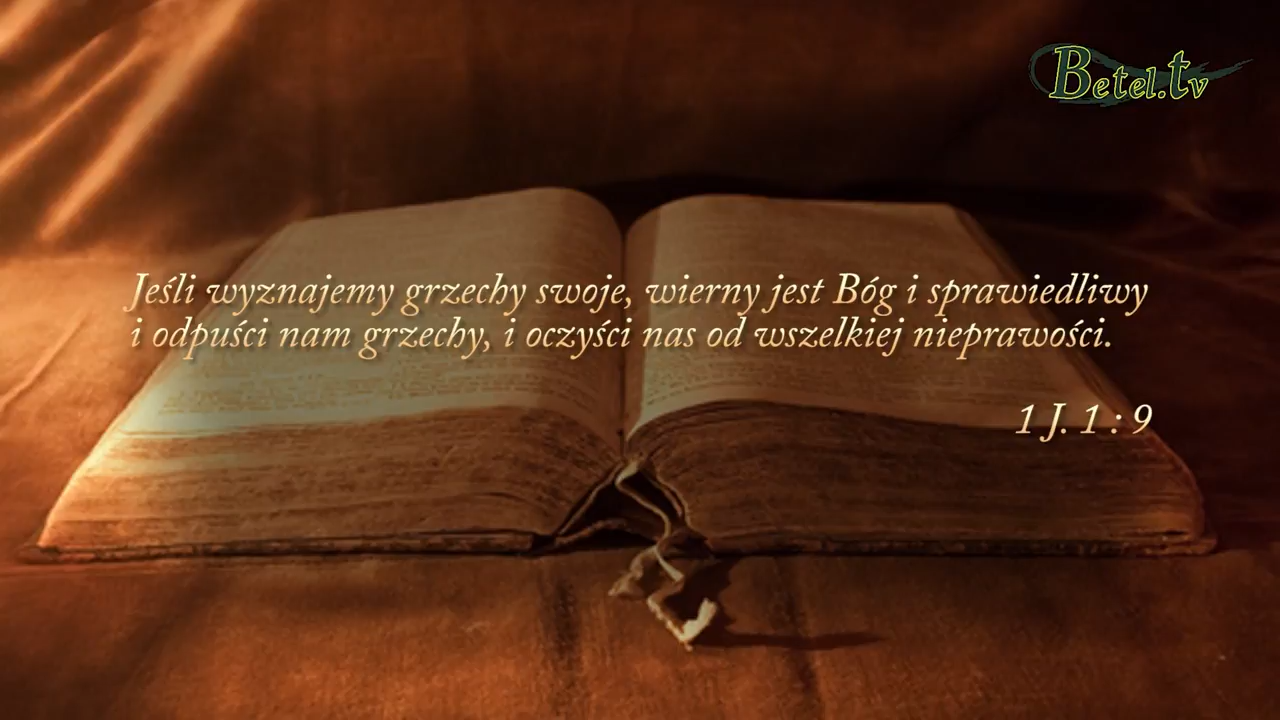 Betel.tv
Jeśli wyznajemy grzechy swoje, wierny jest Bóg i sprawiedliwy
i odpuści nam grzechy, i oczyści nas od wszelkiej nieprawości.
1 J. 1 : 9